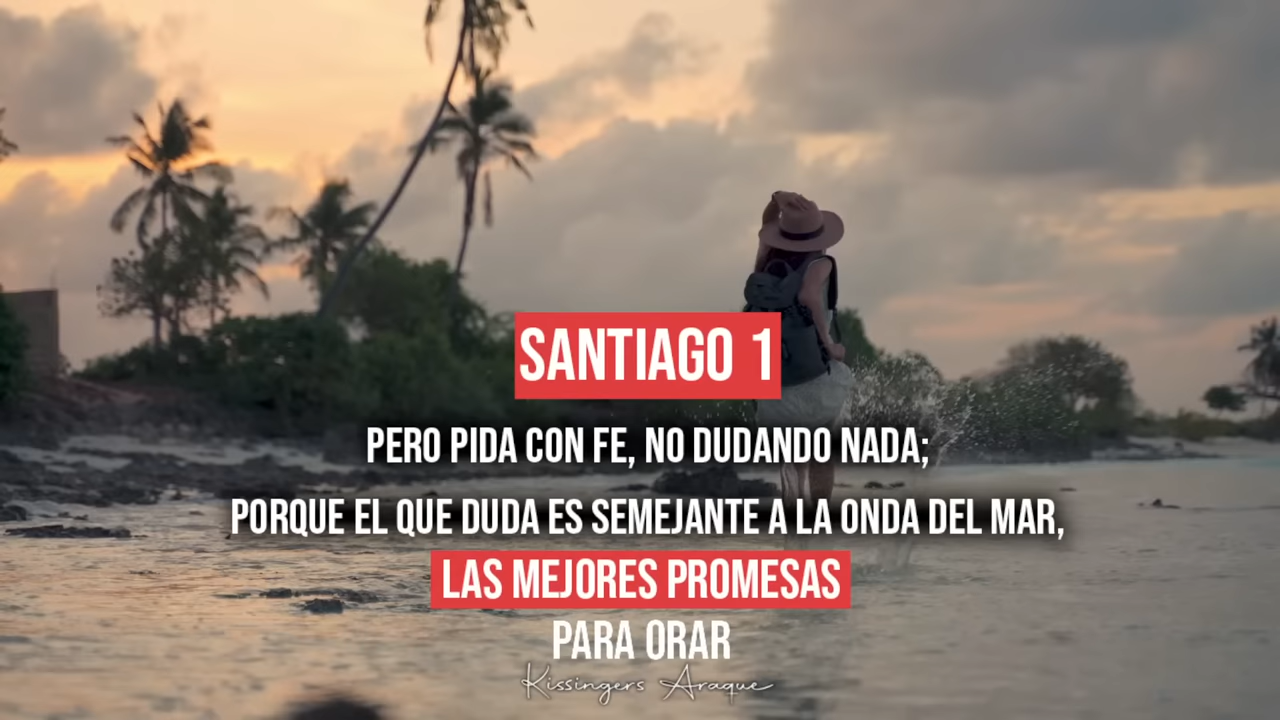 SANTIAGO 1
PERO PIDA CON FE, NO DUDANDO NADA;
PORQUE EL QUE DUDA ES SEMEJANTE A LA ONDA DEL MAR,
LAS MEJORES PROMESAS
PARA ORAR
Kissingers Araque